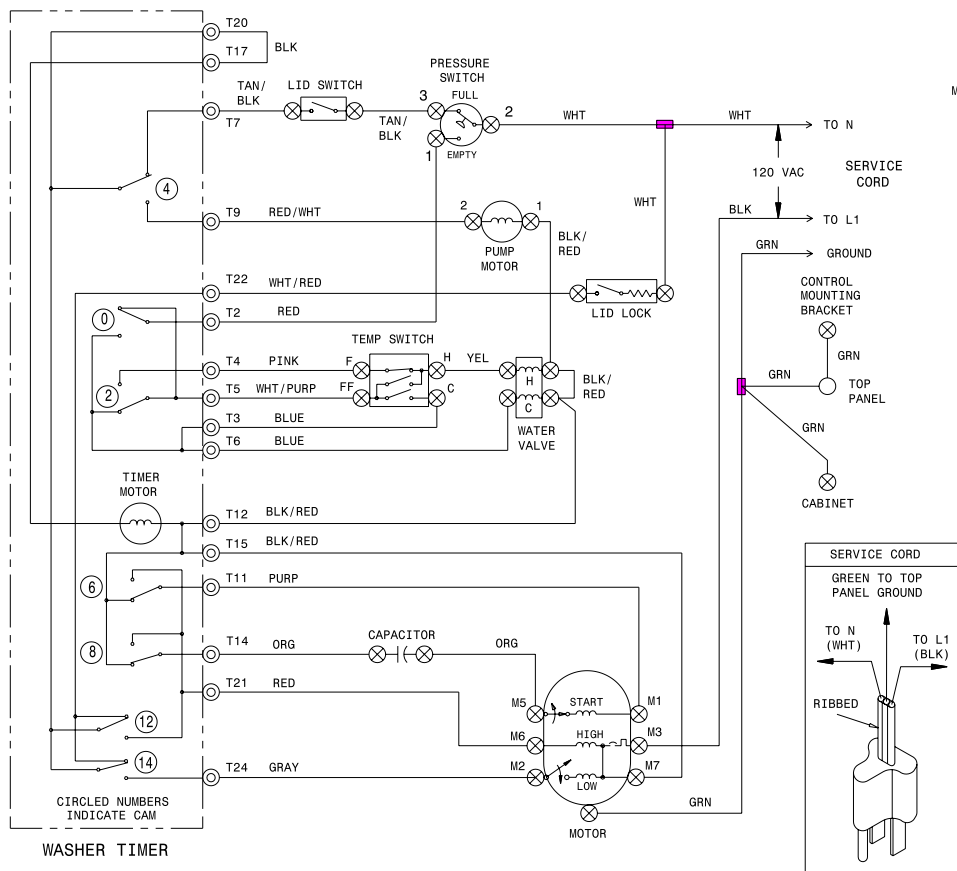 T20
BLK
T17
PRESSURE
SWITCH
TAN/
BLK
LID SWITCH
FULL
M
T7
TAN/
BLK
3
2
WHT
WHT
TO N
1
EMPTY
SERVICE
CORD
120 VAC
4
WHT
BLK
TO L1
T9
RED/WHT
2
1
PUMP
MOTOR
BLK/
RED
GRN
GROUND
T22
WHT/RED
CONTROL
MOUNTING
BRACKET
LID LOCK
0
T2
RED
TEMP SWITCH
T4
PINK
F
H
YEL
GRN
2
T5
WHT/PURP
FF
C
H
C
BLK/
RED
GRN
TOP
PANEL
T3
BLUE
WATER
VALVE
GRN
T6
BLUE
TIMER
MOTOR
CABINET
T12
BLK/RED
T15
BLK/RED
SERVICE CORD
6
T11
PURP
GREEN TO TOP
PANEL GROUND
8
T14
ORG
CAPACITOR
ORG
TO N
(WHT)
TO L1
(BLK)
T21
RED
M5
START
M1
RIBBED
12
M6
HIGH
M3
14
T24
GRAY
M2
LOW
M7
CIRCLED NUMBERS
INDICATE CAM
GRN
MOTOR
WASHER TIMER